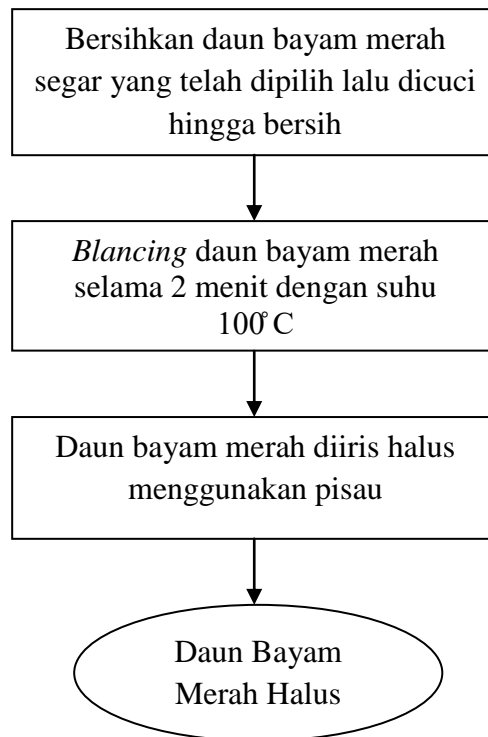 Bersihkan daun bayam merah
segar yang telah dipilih lalu dicuci
hingga bersih
Blancing daun bayam merah
selama 2 menit dengan suhu
100°C
Daun bayam merah diiris halus
menggunakan pisau
Daun Bayam
Merah Halus